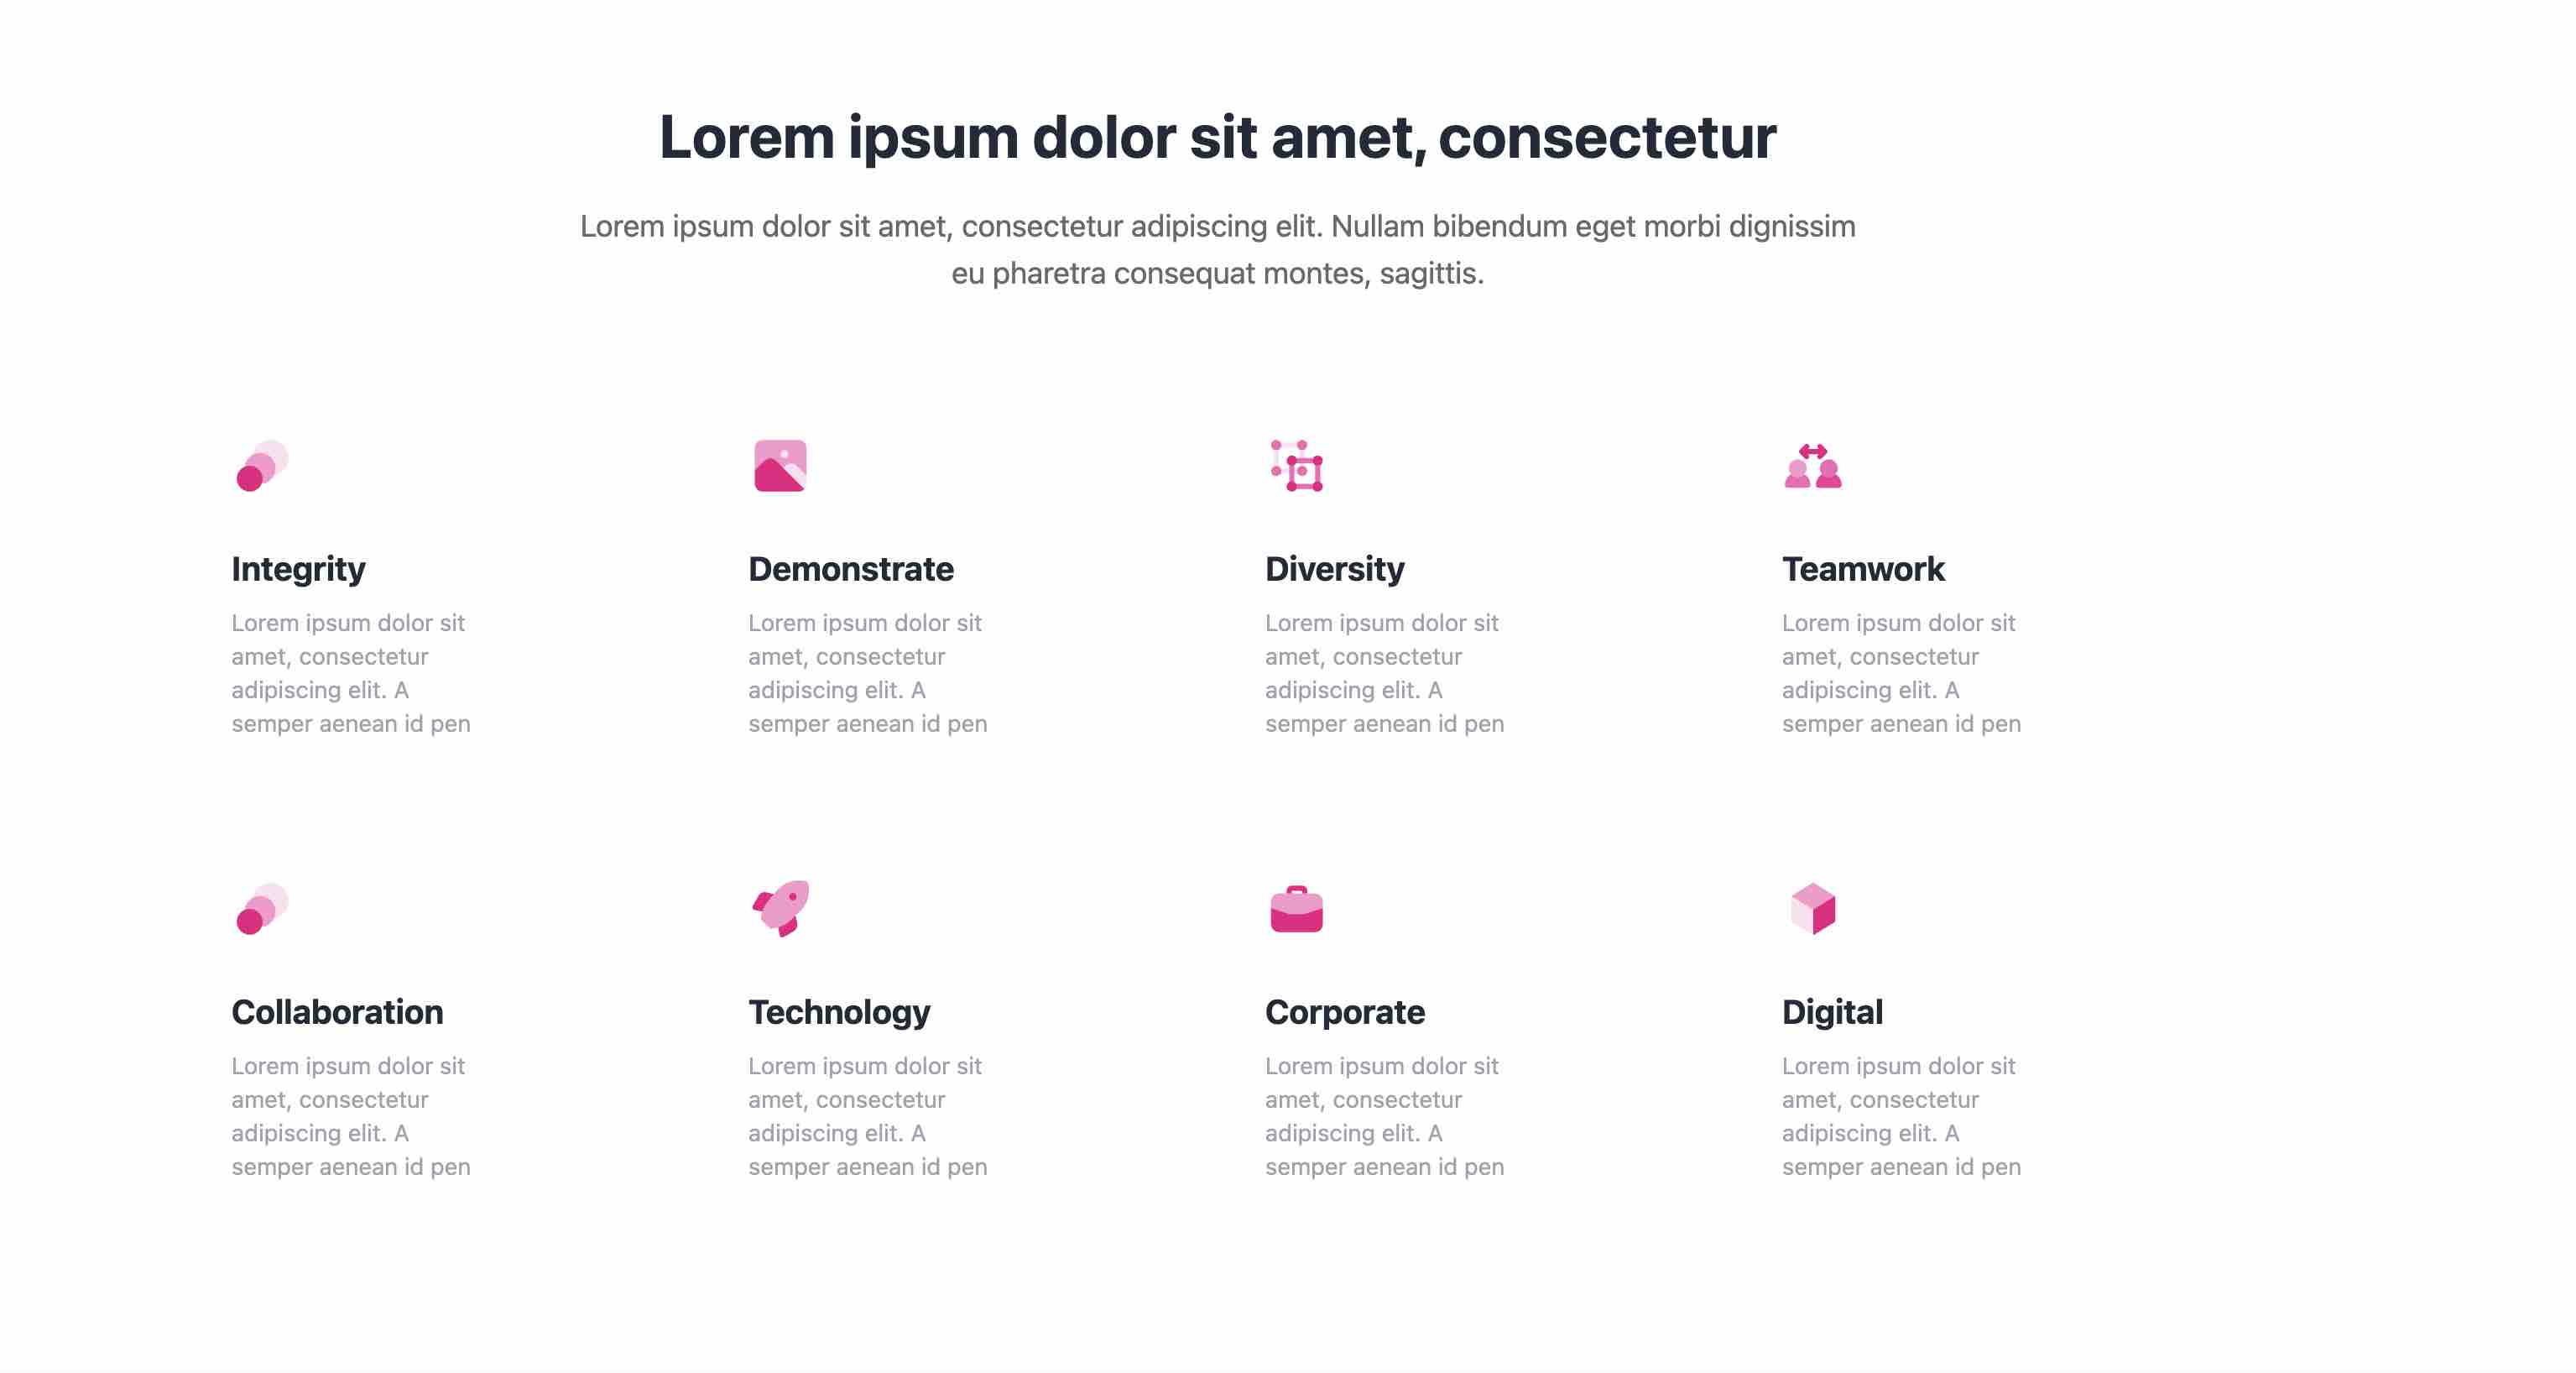 Lorem ipsum dolor sit amet, consectetur
Lorem ipsum dolor sit amet, consectetur adipiscing elit. Nullam bibendum eget morbi dignissim
eu pharetra consequat montes, sagittis.
Integrity
Lorem ipsum dolor sit
amet, consectetur
adipiscing elit. A
semper aenean id pen
Demonstrate
Lorem ipsum dolor sit
amet, consectetur
adipiscing elit. A
semper aenean id pen
Diversity
Lorem ipsum dolor sit
amet, consectetur
adipiscing elit. A
semper aenean id pen
Teamwork
Lorem ipsum dolor sit
amet, consectetur
adipiscing elit. A
semper aenean id pen
Collaboration
Lorem ipsum dolor sit
amet, consectetur
adipiscing elit. A
semper aenean id pen
Technology
Lorem ipsum dolor sit
amet, consectetur
adipiscing elit. A
semper aenean id pen
Corporate
Lorem ipsum dolor sit
amet, consectetur
adipiscing elit. A
semper aenean id pen
Digital
Lorem ipsum dolor sit
amet, consectetur
adipiscing elit. A
semper aenean id pen